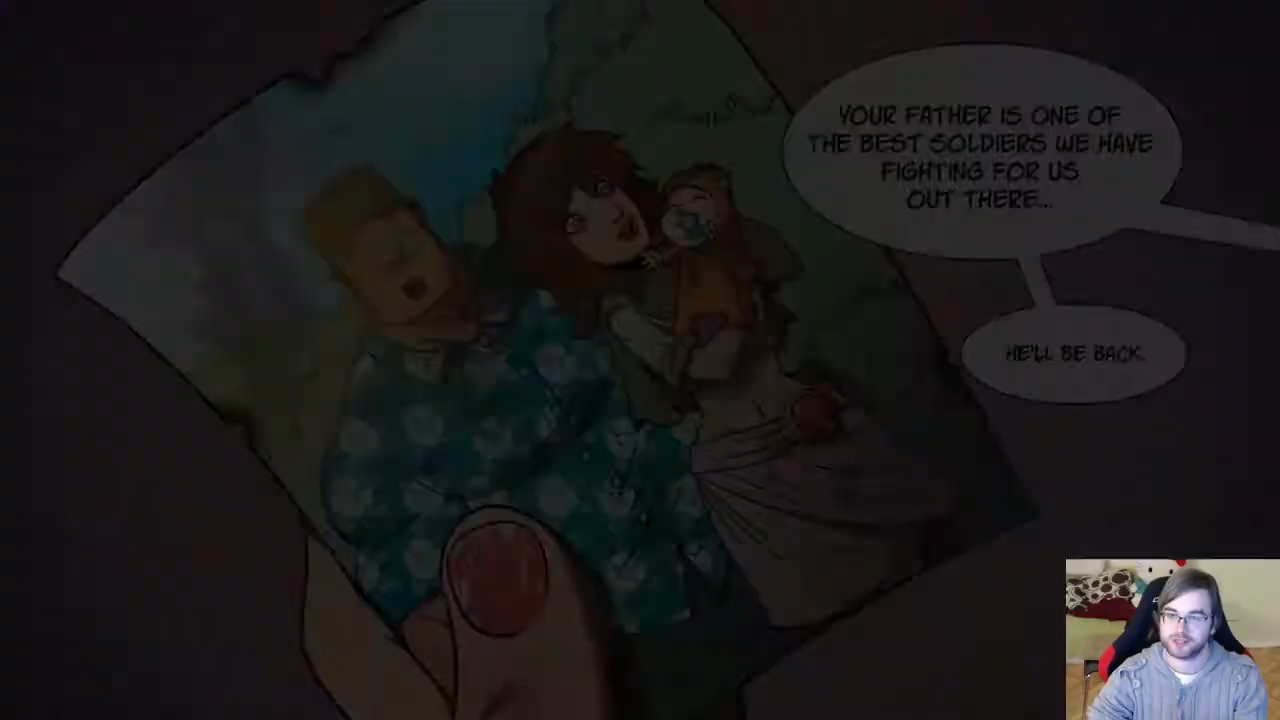 YOUR FATHER IS ONE OF
THE BEST SOLDIERS WE HAVE
FIGHTING FOR US
OUT THERE...
HE'LL BE BACK.